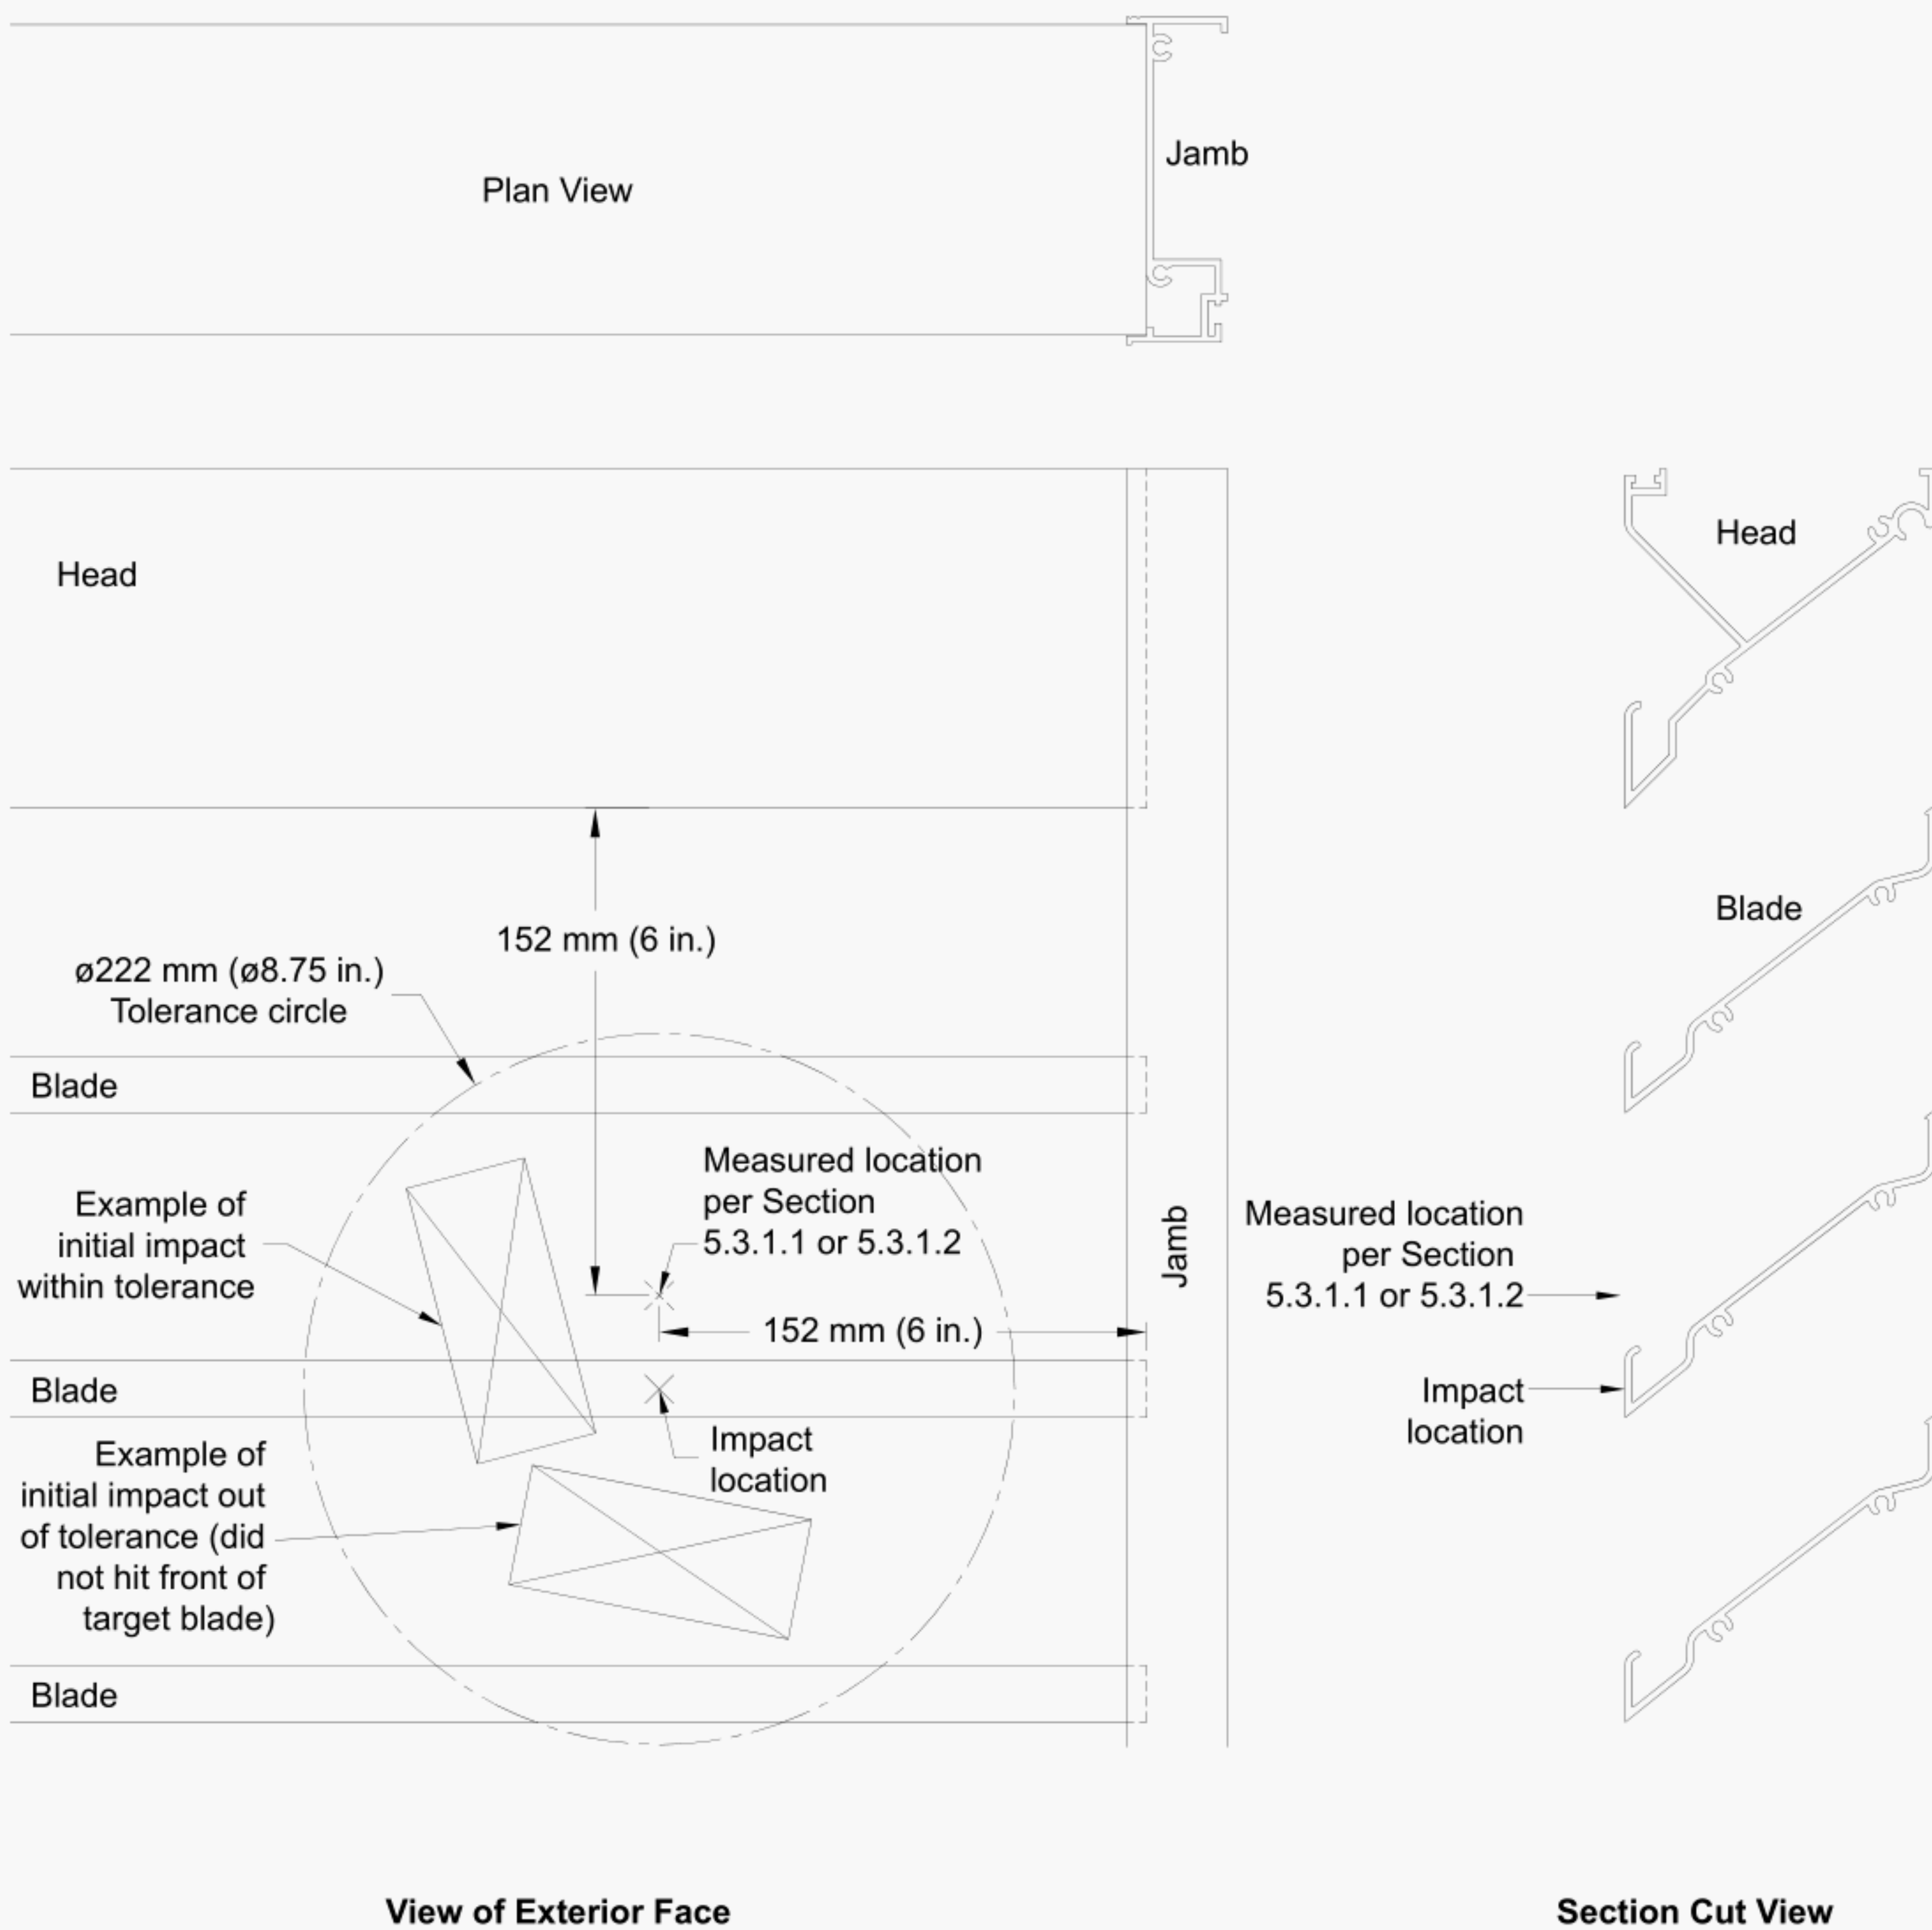 Jamb
Plan View
Head
Head
152 mm (6 in.)
Blade
ø222 mm (ø8.75 in.)
Tolerance circle
Blade
Measured location
per Section
5.3.1.1 or 5.3.1.2
Example of
initial impact
within tolerance
Jamb
Measured location
per Section
5.3.1.1 or 5.3.1.2
152 mm (6 in.)
Blade
Impact
location
Impact
location
Example of
initial impact out
of tolerance (did
not hit front of
target blade)
Blade
View of Exterior Face
Section Cut View